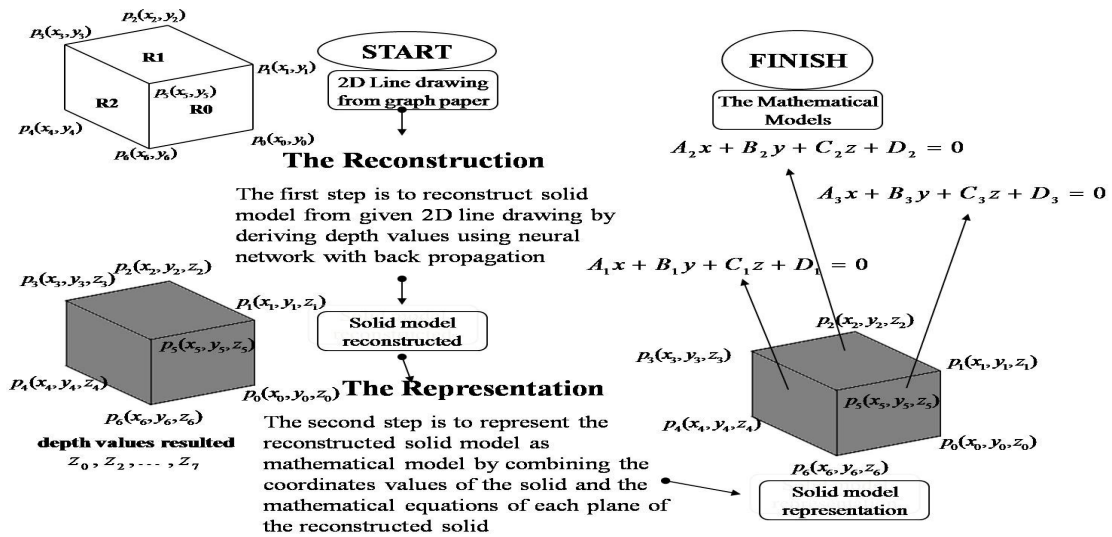 p₂(x₂, y₂)
p₃(x₃, y₃)
R1
p₁(x₁, y₁)
p₅(x₅, y₅)
R2
R0
p₄(x₄, y₄)
p₀(x₀, y₀)
p₆(x₆, y₆)
START
2D Line drawing
from graph paper
The Reconstruction
The first step is to reconstruct solid
model from given 2D line drawing by
deriving depth values using neural
network with back propagation
p₂(x₂, y₂, z₂)
p₃(x₃, y₃, z₃)
p₁(x₁, y₁, z₁)
p₅(x₅, y₅, z₅)
p₄(x₄, y₄, z₄)
p₀(x₀, y₀, z₀)
p₆(x₆, y₆, z₆)
depth values resulted
z₀, z₂, ..., z₇
Solid model
reconstructed
The Representation
The second step is to represent the
reconstructed solid model as
mathematical model by combining the
coordinates values of the solid and the
mathematical equations of each plane of
the reconstructed solid
FINISH
The Mathematical
Models
A₂x + B₂y + C₂z + D₂ = 0
A₃x + B₃y + C₃z + D₃ = 0
A₁x + B₁y + C₁z + D₁ = 0
p₂(x₂, y₂, z₂)
p₃(x₃, y₃, z₃)
p₁(x₁, y₁, z₁)
p₅(x₅, y₅, z₅)
p₄(x₄, y₄, z₄)
p₀(x₀, y₀, z₀)
p₆(x₆, y₆, z₆)
Solid model
representation